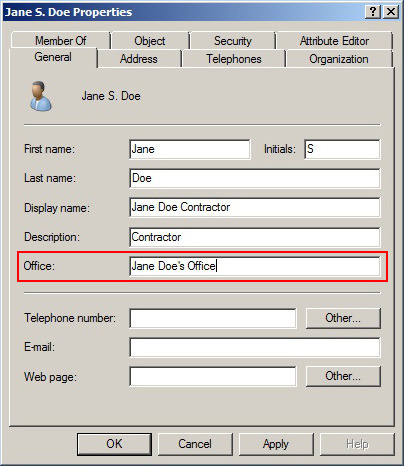 Jane S. Doe Properties
Member Of Object Security Attribute Editor
General Address Telephones Organization
Jane S. Doe
First name: Jane Initials: S
Last name: Doe
Display name: Jane Doe Contractor
Description: Contractor
Office: Jane Doe's Office
Telephone number: Other...
E-mail:
Web page: Other...
OK Cancel Apply Help